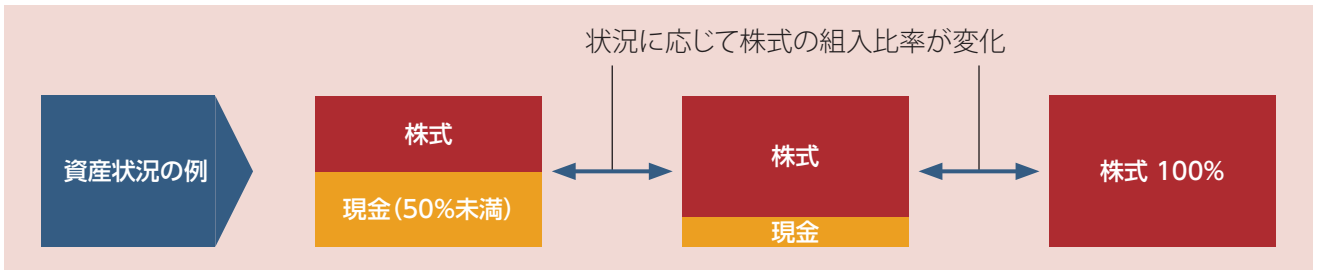 状況に応じて株式の組入比率が変化
資産状況の例
株式
現金(50%未満)
株式
現金
株式 100%